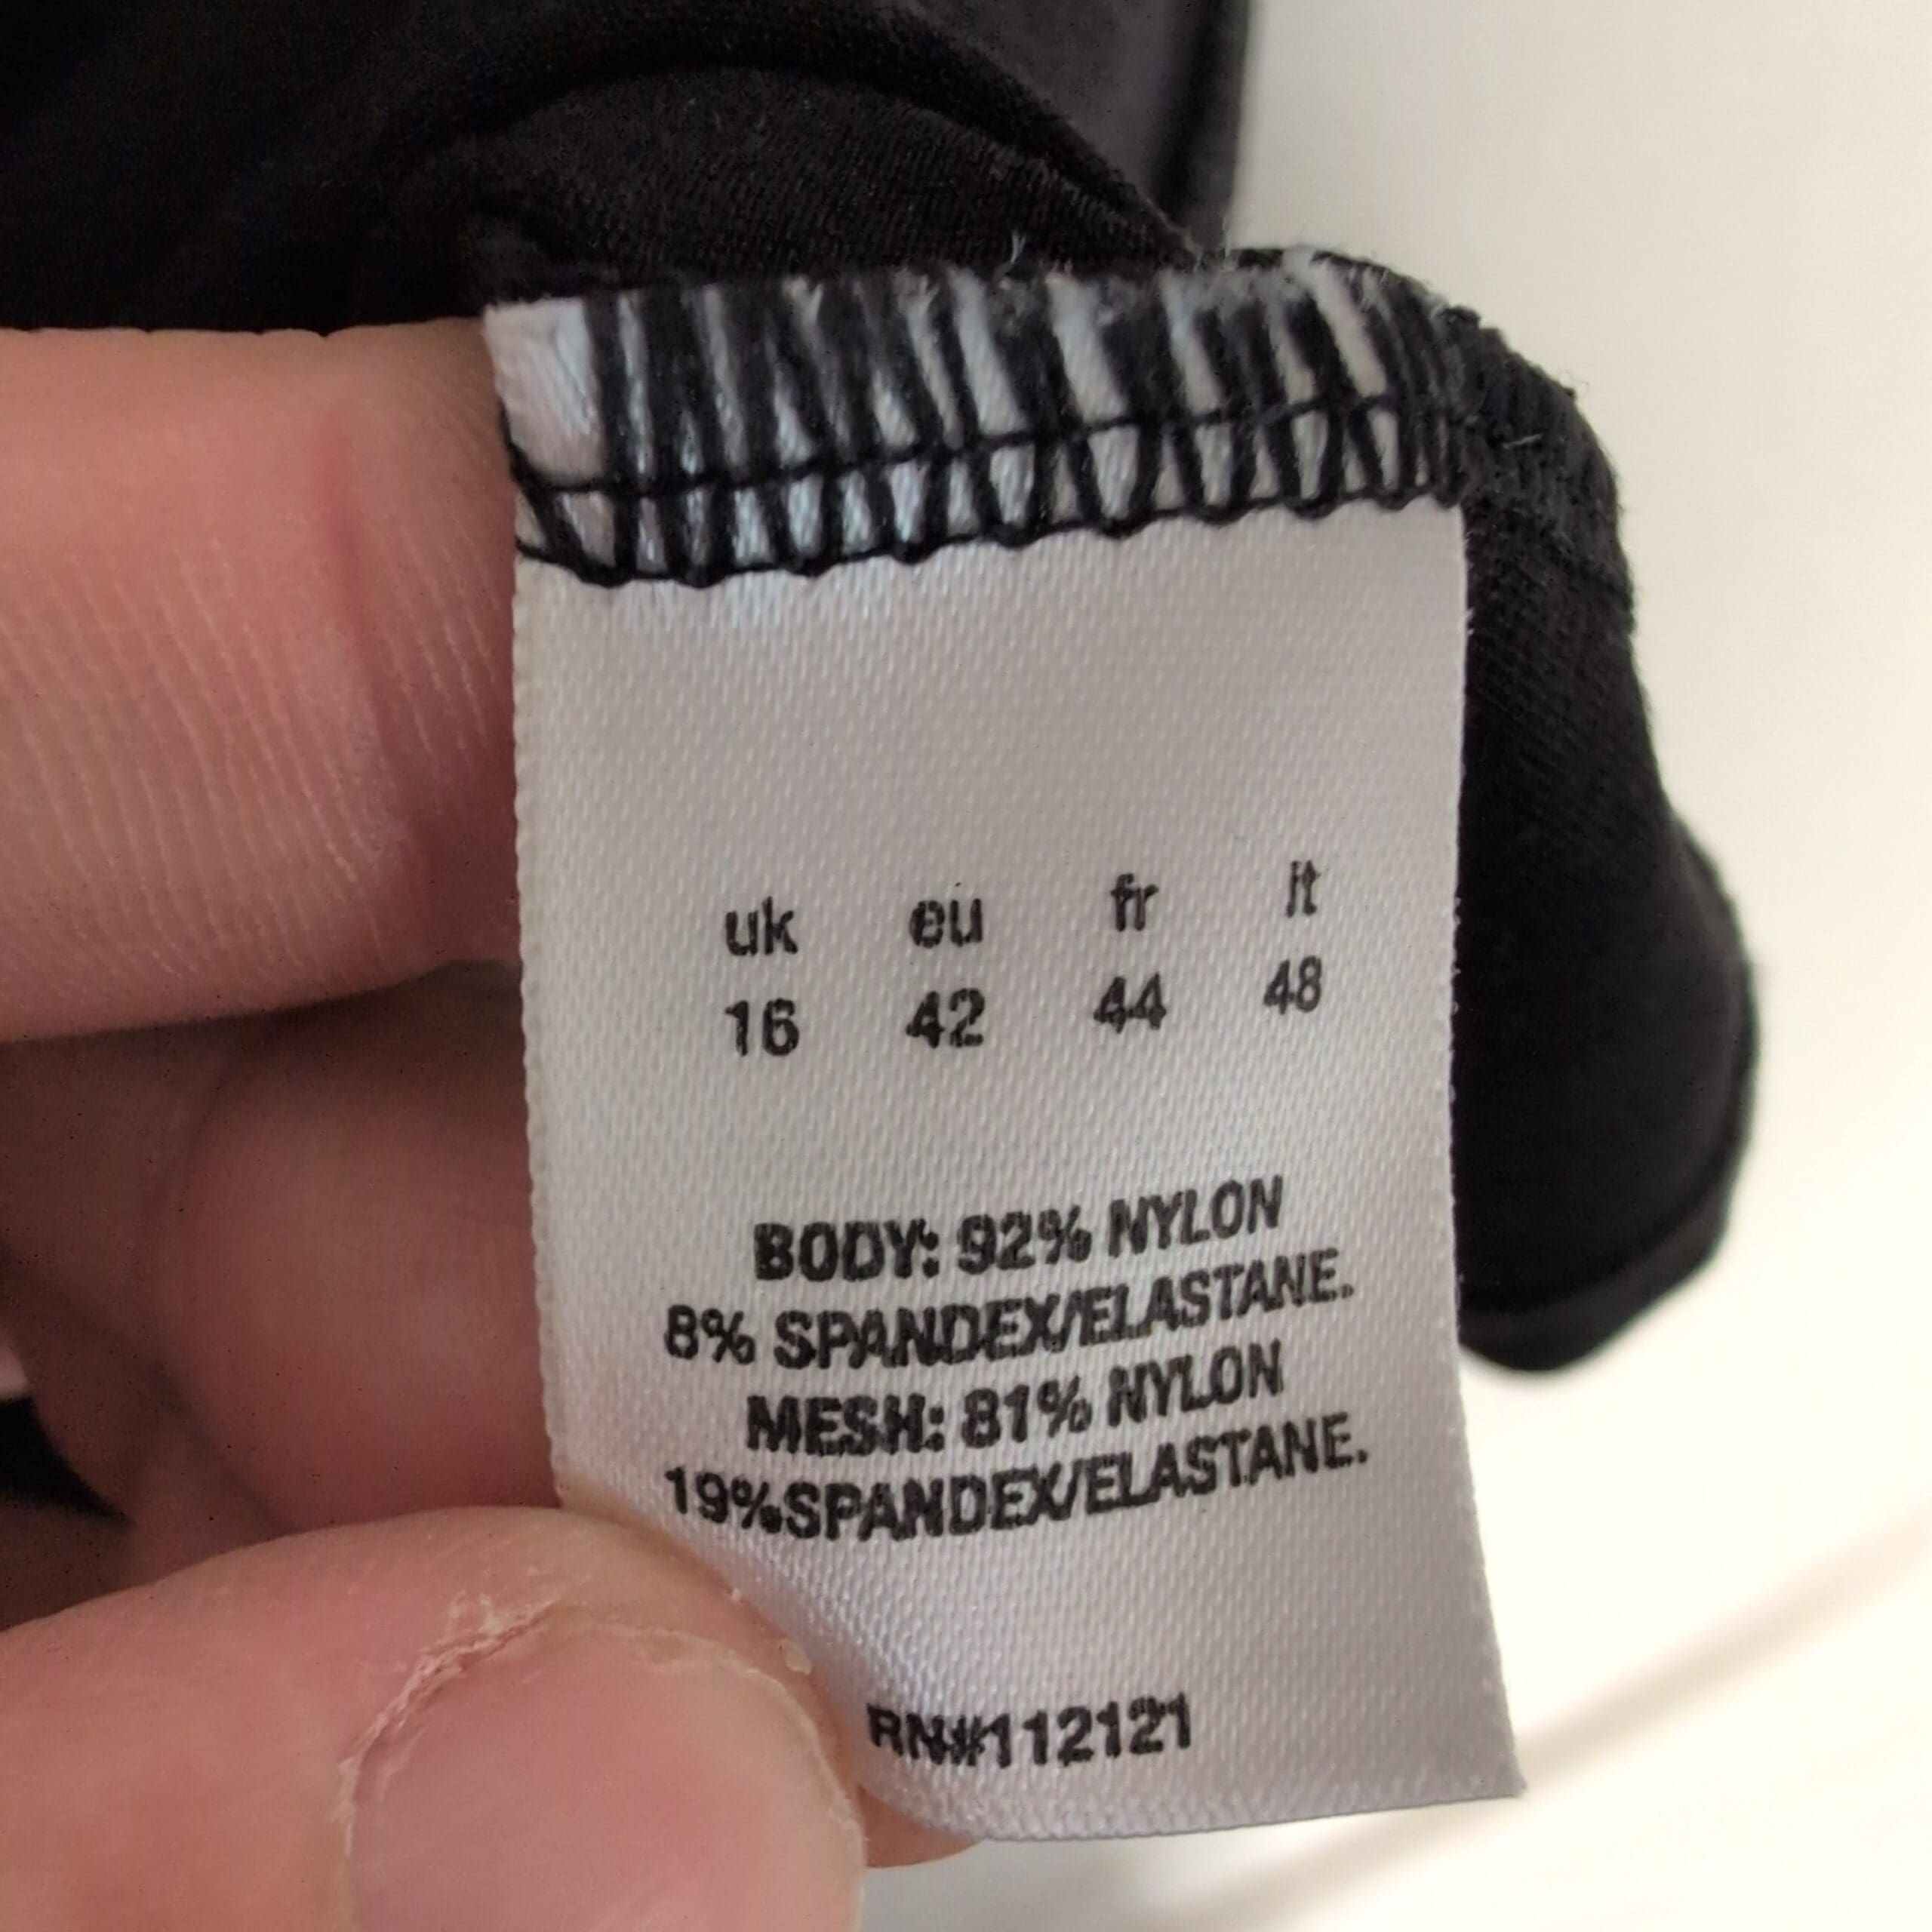 uk eu fr it
16 42 44 48
BODY: 92% NYLON
8% SPANDEX/ELASTANE.
MESH: 81% NYLON
19%SPANDEX/ELASTANE.
RN#112121